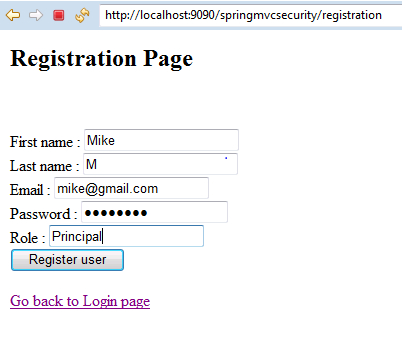 http://localhost:9090/springmvcsecurity/registration
Registration Page
First name : Mike
Last name : M
Email : mike@gmail.com
Password : ●●●●●●●●
Role : Principal
Register user
Go back to Login page